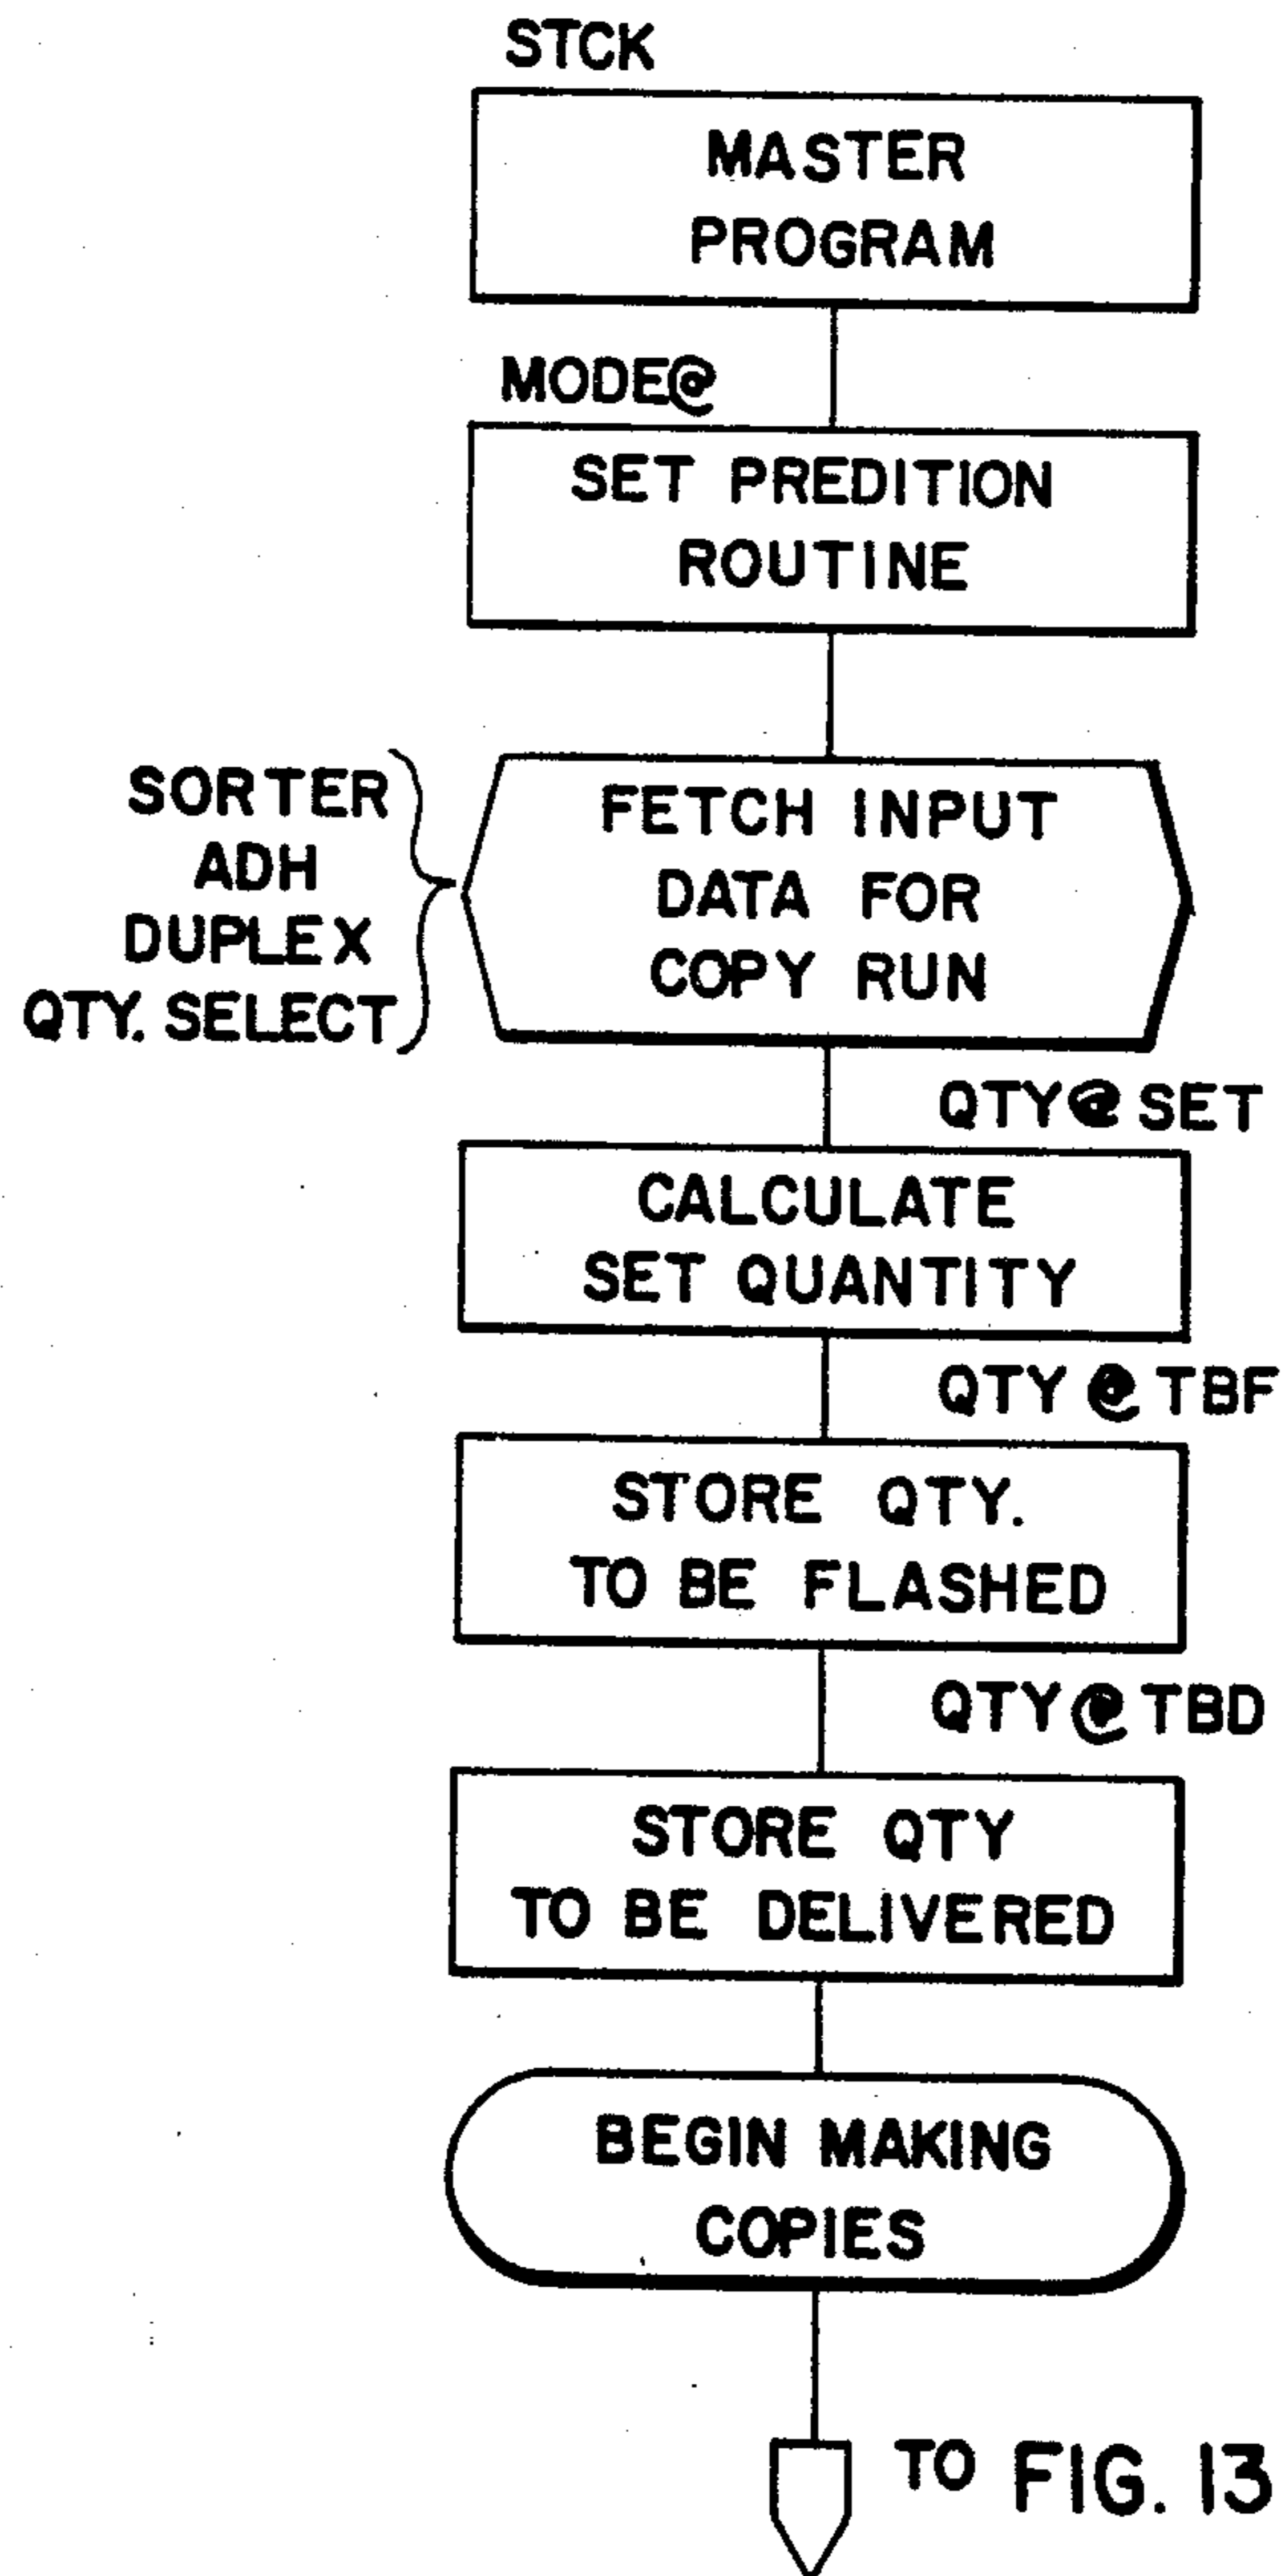 STCK
MASTER
PROGRAM
MODE@
SET PREDITION
ROUTINE
SORTER
ADH
DUPLEX
QTY. SELECT
FETCH INPUT
DATA FOR
COPY RUN
QTY@ SET
CALCULATE
SET QUANTITY
QTY @ TBF
STORE QTY.
TO BE FLASHED
QTY@ TBD
STORE QTY
TO BE DELIVERED
BEGIN MAKING
COPIES
TO FIG. 13